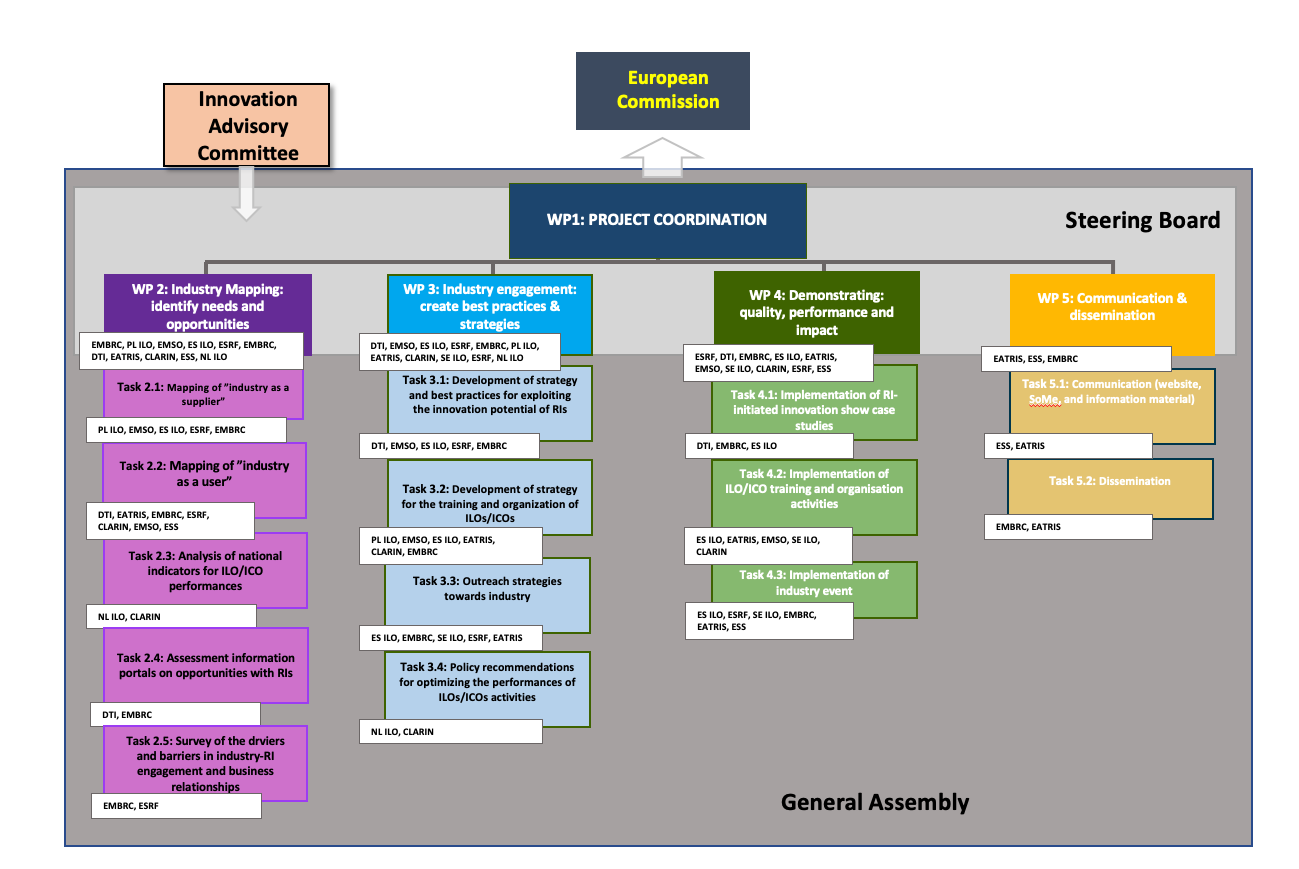 European
Commission
Innovation
Advisory
Committee
WP1: PROJECT COORDINATION
Steering Board
WP 2: Industry Mapping:
identify needs and
opportunities
EMBRC, PL ILO, EMSO, ES ILO, ESRF, EMBRC,
DTI, EATRIS, CLARIN, ESS, NL ILO
Task 2.1: Mapping of ”industry as a
supplier”
PL ILO, EMSO, ES ILO, ESRF, EMBRC
Task 2.2: Mapping of ”industry
as a user”
DTI, EATRIS, EMBRC, ESRF,
CLARIN, EMSO, ESS
Task 2.3: Analysis of national
indicators for ILO/ICO
performances
NL ILO, CLARIN
Task 2.4: Assessment information
portals on opportunities with RIs
DTI, EMBRC
Task 2.5: Survey of the drviers
and barriers in industry-RI
engagement and business
relationships
EMBRC, ESRF
WP 3: Industry engagement:
create best practices &
strategies
DTI, EMSO, ES ILO, ESRF, EMBRC, PL ILO,
EATRIS, CLARIN, SE ILO, ESRF, NL ILO
Task 3.1: Development of strategy
and best practices for exploiting
the innovation potential of RIs
DTI, EMSO, ES ILO, ESRF, EMBRC
Task 3.2: Development of strategy
for the training and organization of
ILOs/ICOs
PL ILO, EMSO, ES ILO, EATRIS,
CLARIN, EMBRC
Task 3.3: Outreach strategies
towards industry
ES ILO, EMBRC, SE ILO, ESRF, EATRIS
Task 3.4: Policy recommendations
for optimizing the performances of
ILOs/ICOs activities
NL ILO, CLARIN
WP 4: Demonstrating:
quality, performance and
impact
ESRF, DTI, EMBRC, ES ILO, EATRIS,
EMSO, SE ILO, CLARIN, ESRF, ESS
Task 4.1: Implementation of RI-
initiated innovation show case
studies
DTI, EMBRC, ES ILO
Task 4.2: Implementation of
ILO/ICO training and organisation
activities
ES ILO, EATRIS, EMSO, SE ILO,
CLARIN
Task 4.3: Implementation of
industry event
ES ILO, ESRF, SE ILO, EMBRC,
EATRIS, ESS
WP 5: Communication &
dissemination
EATRIS, ESS, EMBRC
Task 5.1: Communication (website,
SoMe, and information material)
ESS, EATRIS
Task 5.2: Dissemination
EMBRC, EATRIS
General Assembly